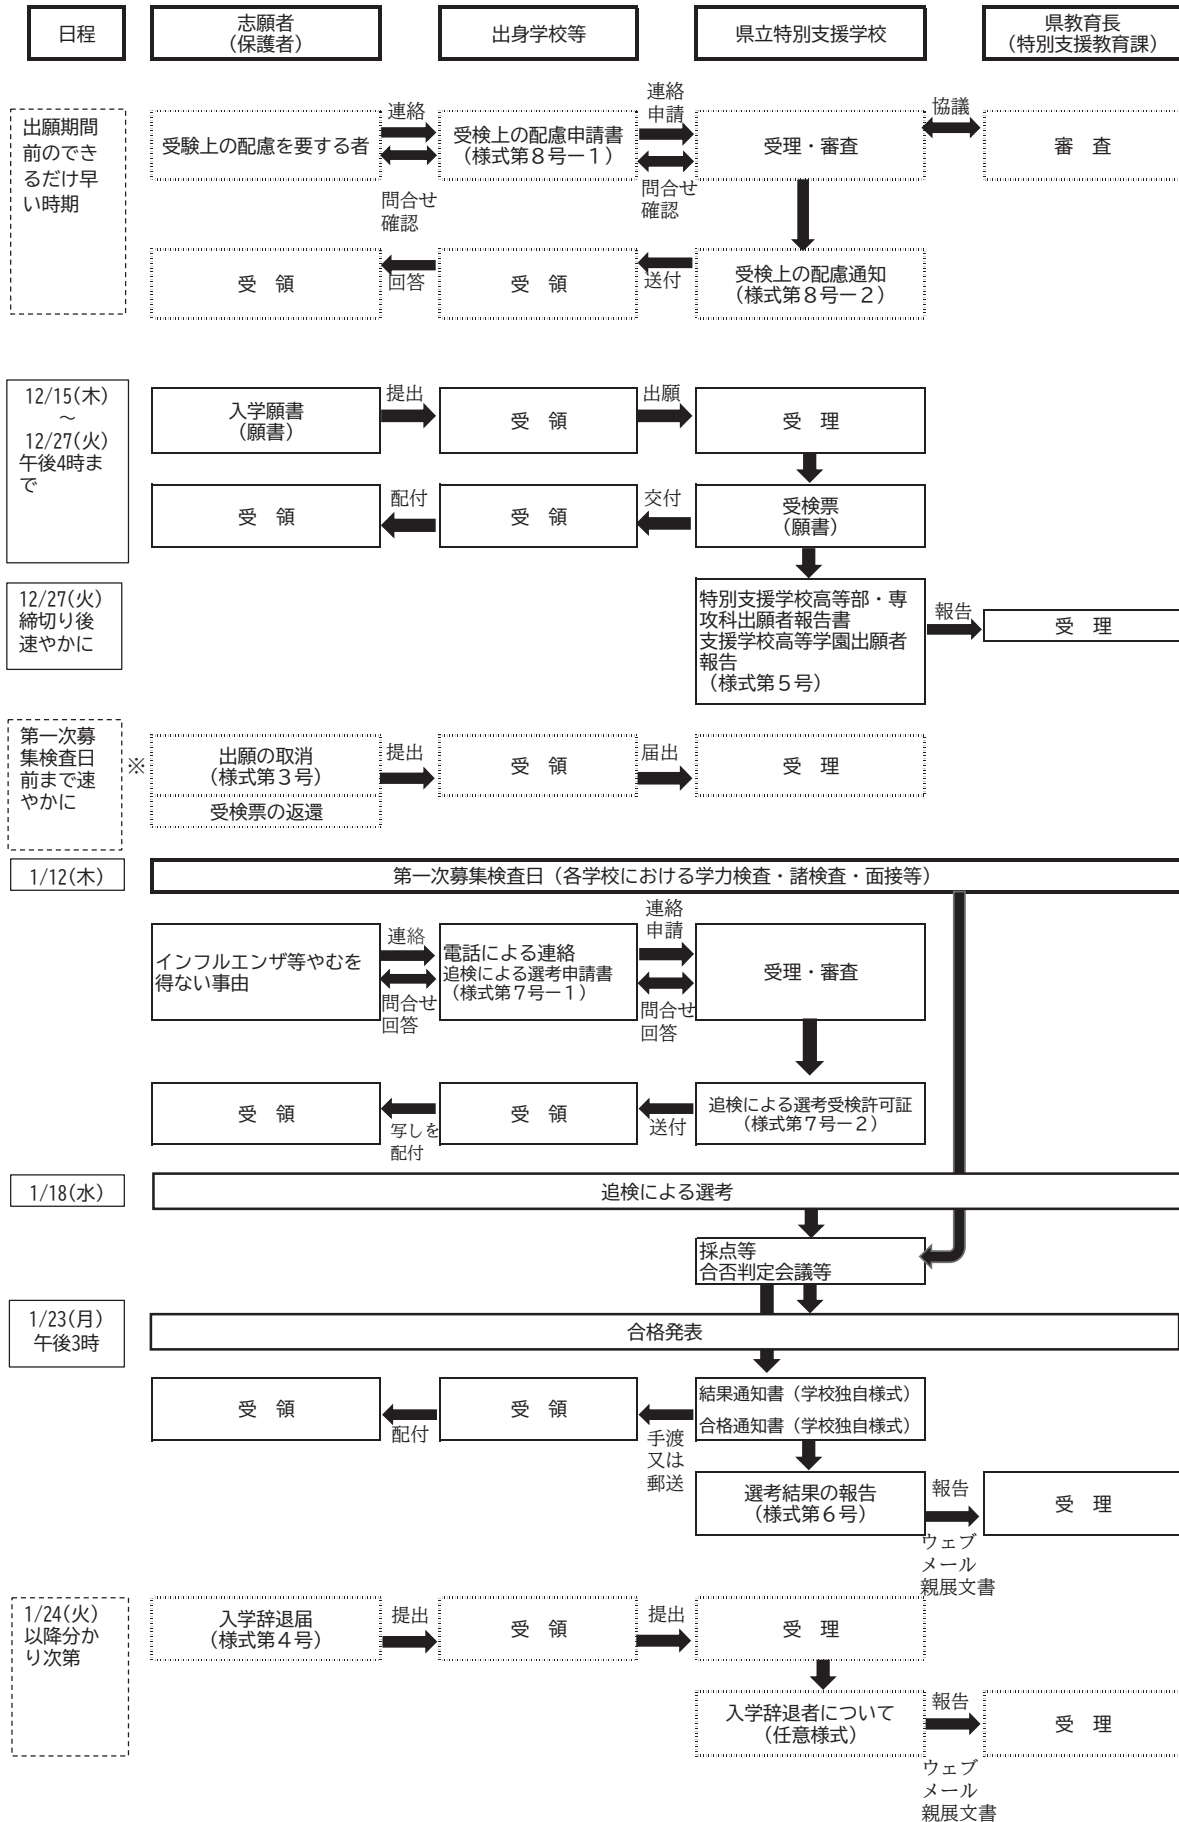 日程
志願者
（保護者）
出身学校等
県立特別支援学校
県教育長
（特別支援教育課）
出願期間
前のでき
るだけ早
い時期
受験上の配慮を要する者
連絡
問合せ
確認
受検上の配慮申請書
（様式第８号－１）
連絡
申請
問合せ
確認
受理・審査
協議
審　査
受　領
回答
受　領
送付
受検上の配慮通知
（様式第８号－２）
12/15(木)
～
12/27(火)
午後4時ま
で
入学願書
（願書）
提出
受　領
出願
受　理
受　領
配付
受　領
交付
受検票
（願書）
12/27(火)
締切り後
速やかに
特別支援学校高等部・専
攻科出願者報告書
支援学校高等学園出願者
報告
（様式第５号）
報告
受　理
第一次募
集検査日
前まで速
やかに
※
出願の取消
（様式第３号）
受検票の返還
提出
受　領
届出
受　理
1/12(木)
第一次募集検査日（各学校における学力検査・諸検査・面接等）
インフルエンザ等やむを
得ない事由
連絡
問合せ
回答
電話による連絡
追検による選考申請書
（様式第７号－１）
連絡
申請
問合せ
回答
受理・審査
受　領
写しを
配付
受　領
送付
追検による選考受検許可証
（様式第７号－２）
1/18(水)
追検による選考
採点等
合否判定会議等
1/23(月)
午後3時
合格発表
受　領
配付
受　領
手渡
又は
郵送
結果通知書（学校独自様式）
合格通知書（学校独自様式）
選考結果の報告
（様式第６号）
報告
ウェブ
メール
親展文書
受　理
1/24(火)
以降分か
り次第
入学辞退届
（様式第４号）
提出
受　領
提出
受　理
入学辞退者について
（任意様式）
報告
ウェブ
メール
親展文書
受　理